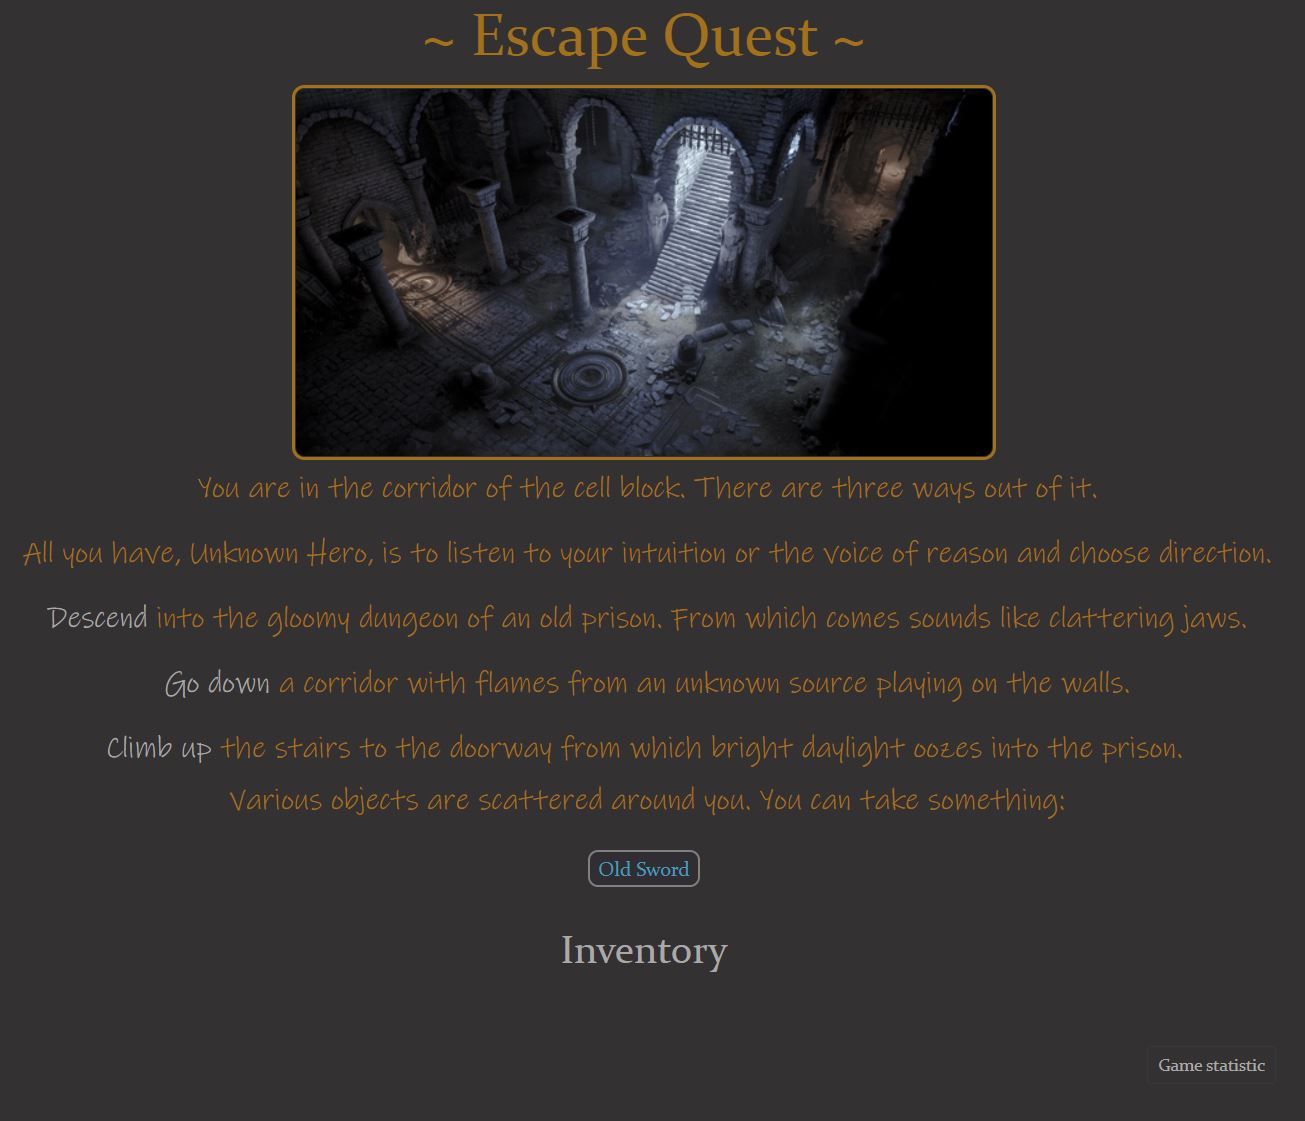 ~ Escape Quest ~
You are in the corridor of the cell block. There are three ways out of it.
All you have, Unknown Hero, is to listen to your intuition or the voice of reason and choose direction.
Descend into the gloomy dungeon of an old prison. From which comes sounds like clattering jaws.
Go down a corridor with flames from an unknown source playing on the walls.
Climb up the stairs to the doorway from which bright daylight oozes into the prison.
Various objects are scattered around you. You can take something:
Old Sword
Inventory
Game statistic